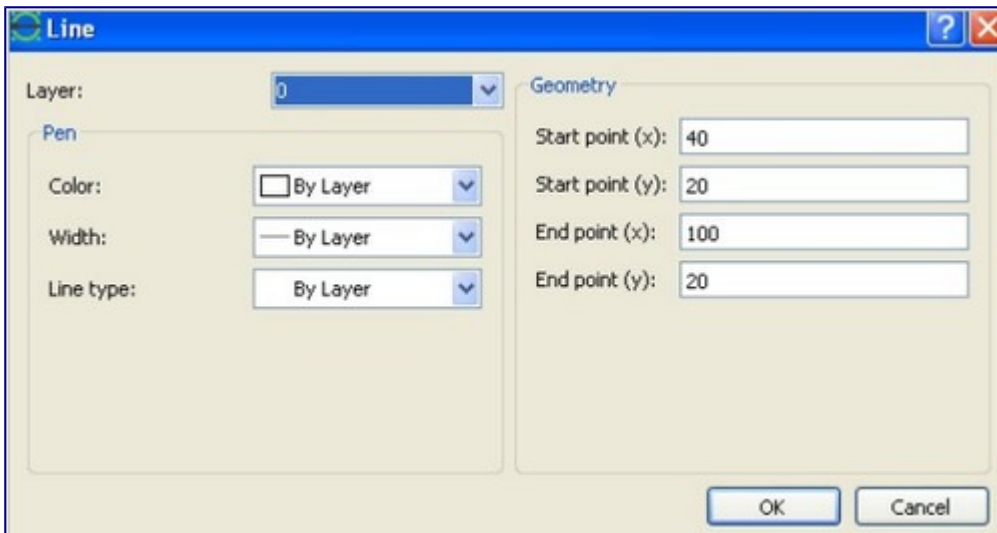 Line
Layer: 0
Pen
Color: By Layer
Width: By Layer
Line type: By Layer
Geometry
Start point (x): 40
Start point (y): 20
End point (x): 100
End point (y): 20
OK Cancel